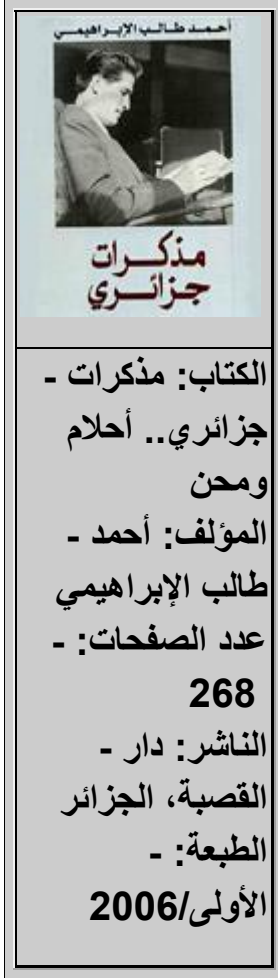 أحمد طالب الإبراهيمي
مذكرات
جزائري
الكتاب: مذكرات -
جزائري.. أحلام
ومحن
المؤلف: أحمد -
طالب الإبراهيمي
عدد الصفحات: -
268
الناشر: دار -
القصبة، الجزائر
الطبعة: -
الأولى/2006